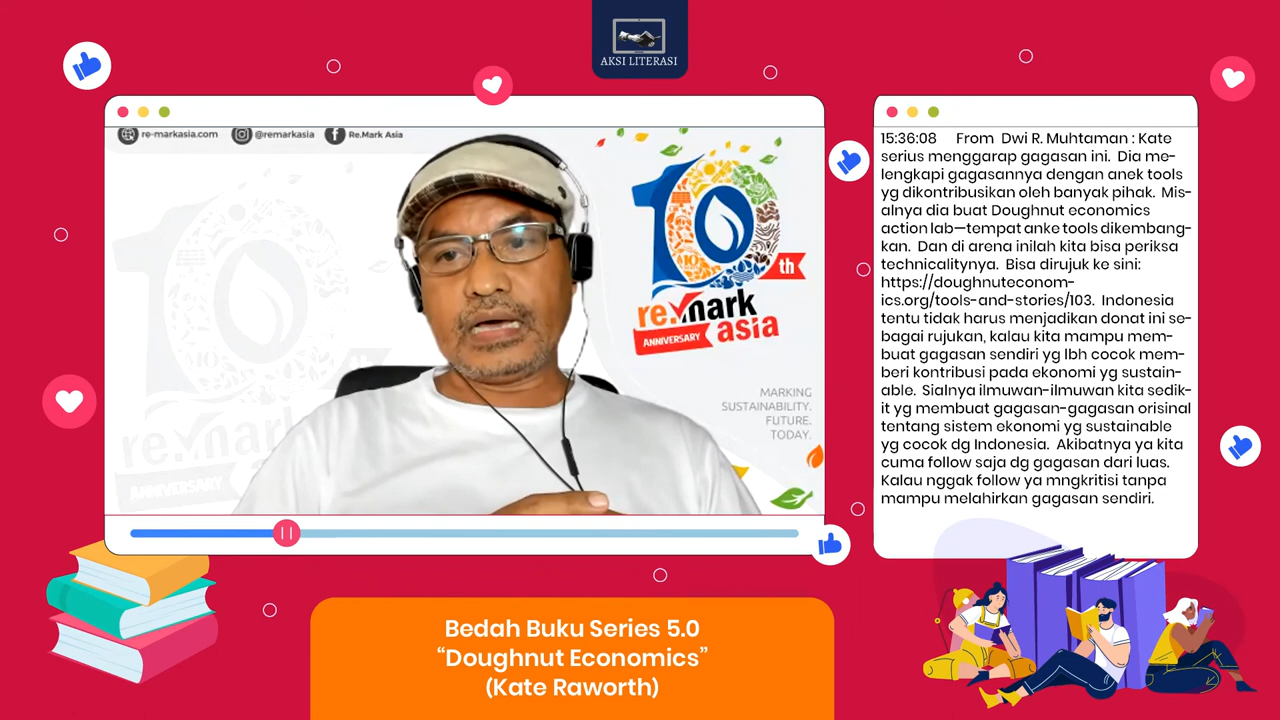 AKSI LITERASI
re-markasia.com @remarkasia Re.Mark Asia
10th
re.mark
asia
ANNIVERSARY
MARKING
SUSTAINABILITY.
FUTURE.
TODAY.
10
th
re.mark
ANNIVERSARY
15:36:08 From Dwi R. Muhtaman : Kate
serius menggarap gagasan ini. Dia me-
lengkapi gagasannya dengan anek tools
yg dikontribusikan oleh banyak pihak. Mis-
alnya dia buat Doughnut economics
action lab—tempat anke tools dikembang-
kan. Dan di arena inilah kita bisa periksa
technicalitynya. Bisa dirujuk ke sini:
https://doughnuteconom-
ics.org/tools-and-stories/103. Indonesia
tentu tidak harus menjadikan donat ini se-
bagai rujukan, kalau kita mampu mem-
buat gagasan sendiri yg lbh cocok mem-
beri kontribusi pada ekonomi yg sustain-
able. Sialnya ilmuwan-ilmuwan kita sedik-
it yg membuat gagasan-gagasan orisinal
tentang sistem ekonomi yg sustainable
yg cocok dg Indonesia. Akibatnya ya kita
cuma follow saja dg gagasan dari luas.
Kalau nggak follow ya mngkritisi tanpa
mampu melahirkan gagasan sendiri.
Bedah Buku Series 5.0
“Doughnut Economics”
(Kate Raworth)